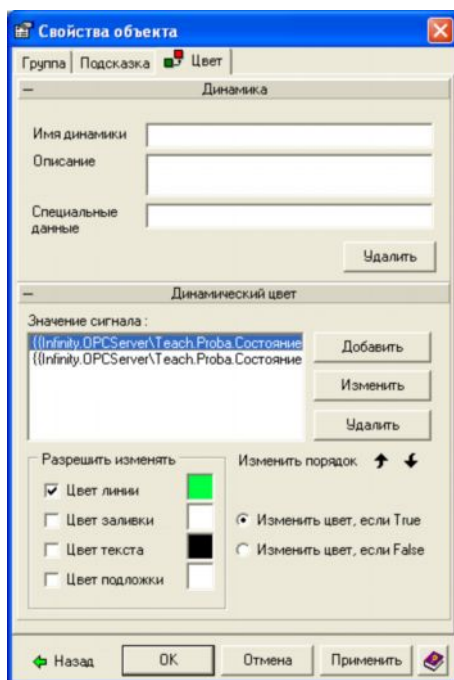 Свойства объекта
Группа Подсказка Цвет
Динамика
Имя динамики
Описание
Специальные
данные
Удалить
Динамический цвет
Значение сигнала :
{(Infinity.OPCServer\Teach.Proba.Состояние
{(Infinity.OPCServer\Teach.Proba.Состояние
Добавить
Изменить
Удалить
Разрешить изменять
Цвет линии
Цвет заливки
Цвет текста
Цвет подложки
Изменить порядок
Изменить цвет, если True
Изменить цвет, если False
Назад OK Отмена Применить